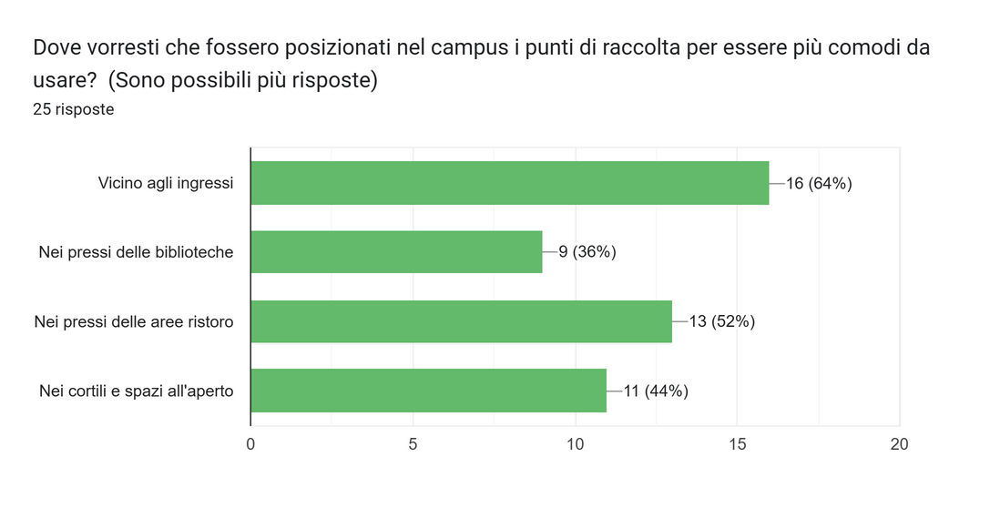 Dove vorresti che fossero posizionati nel campus i punti di raccolta per essere più comodi da
usare?  (Sono possibili più risposte)
25 risposte
Vicino agli ingressi
16 (64%)
Nei pressi delle biblioteche
9 (36%)
Nei pressi delle aree ristoro
13 (52%)
Nei cortili e spazi all'aperto
11 (44%)
0 5 10 15 20